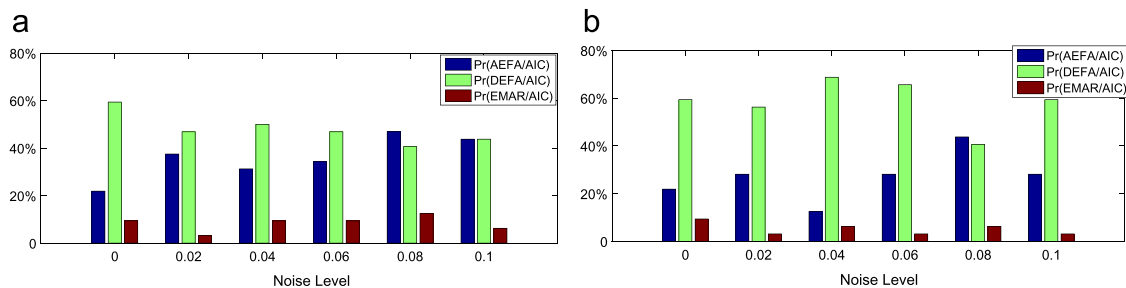 a
80%
60%
40%
20%
0
Pr(AEFA/AIC)
Pr(DEFA/AIC)
Pr(EMAR/AIC)
0 0.02 0.04 0.06 0.08 0.1
Noise Level
b
80%
60%
40%
20%
0
Pr(AEFA/AIC)
Pr(DEFA/AIC)
Pr(EMAR/AIC)
0 0.02 0.04 0.06 0.08 0.1
Noise Level